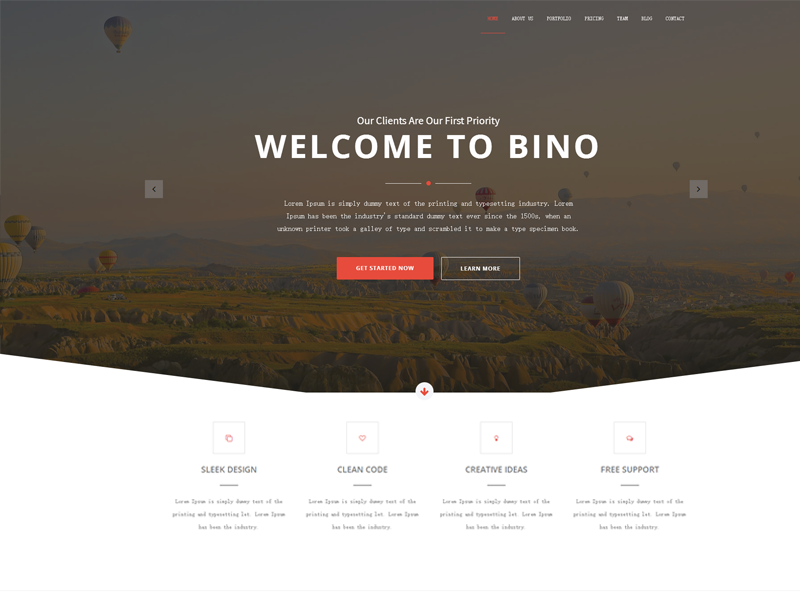 HOME ABOUT US PORTFOLIO PRICING TEAM BLOG CONTACT
Our Clients Are Our First Priority
WELCOME TO BINO
Lorem Ipsum is simply dummy text of the printing and typesetting industry. Lorem
Ipsum has been the industry's standard dummy text ever since the 1500s, when an
unknown printer took a galley of type and scrambled it to make a type specimen book.
GET STARTED NOW LEARN MORE
SLEEK DESIGN
Lorem Ipsum is simply dummy text of the
printing and typesetting let. Lorem Ipsum
has been the industry.
CLEAN CODE
Lorem Ipsum is simply dummy text of the
printing and typesetting let. Lorem Ipsum
has been the industry.
CREATIVE IDEAS
Lorem Ipsum is simply dummy text of the
printing and typesetting let. Lorem Ipsum
has been the industry.
FREE SUPPORT
Lorem Ipsum is simply dummy text of the
printing and typesetting let. Lorem Ipsum
has been the industry.